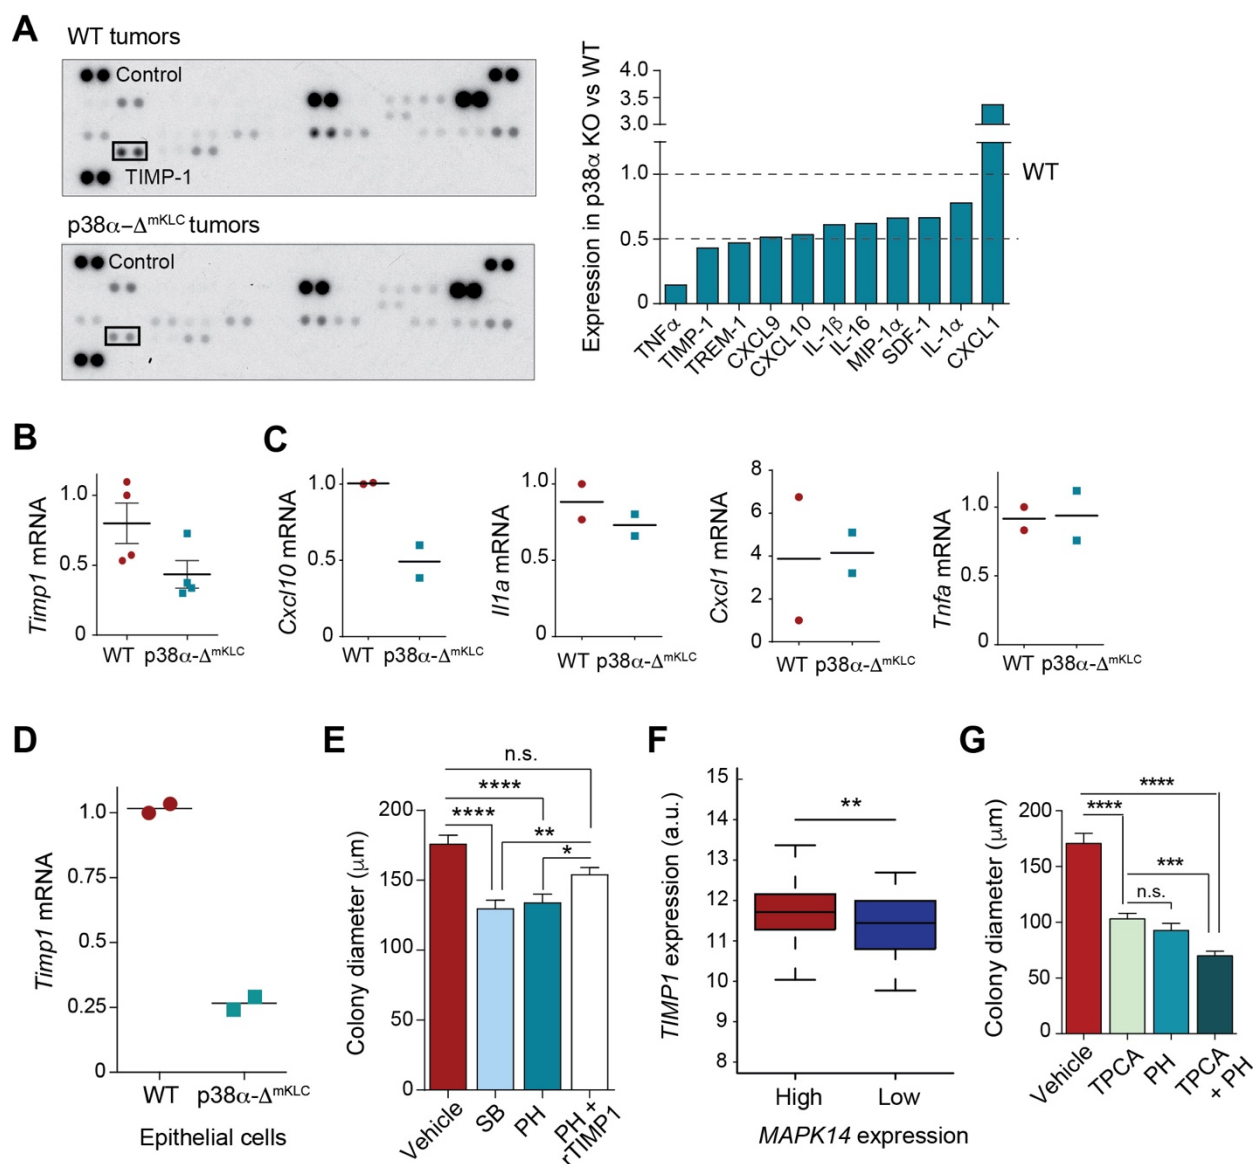 A
WT tumors
Control
TIMP-1
p38α–ΔmKLC tumors
Control
Expression in p38α KO vs WT
4.0
3.5
3.0
1.0
0.5
0
WT
TNFα
TIMP-1
TREM-1
CXCL9
CXCL10
IL-1β
IL-16
MIP-1α
SDF-1
IL-1α
CXCL1
B
Timp1 mRNA
1.0
0.5
0
WT p38α-ΔmKLC
C
Cxcl10 mRNA
1.0
0.5
0
WT p38α-ΔmKLC
Il1a mRNA
1.0
0.5
0
WT p38α-ΔmKLC
Cxcl1 mRNA
8
6
4
2
0
WT p38α-ΔmKLC
Tnfa mRNA
1.0
0.5
0
WT p38α-ΔmKLC
D
Timp1 mRNA
1.0
0.75
0.5
0.25
0
WT p38α-ΔmKLC
Epithelial cells
E
n.s.
****
****
**
*
Colony diameter (μm)
200
150
100
50
0
Vehicle
SB
PH
PH +
rTIMP1
F
**
TIMP1 expression (a.u.)
15
14
13
12
11
10
9
8
High Low
MAPK14 expression
G
****
****
***
n.s.
Colony diameter (μm)
200
150
100
50
0
Vehicle
TPCA
PH
TPCA
+ PH